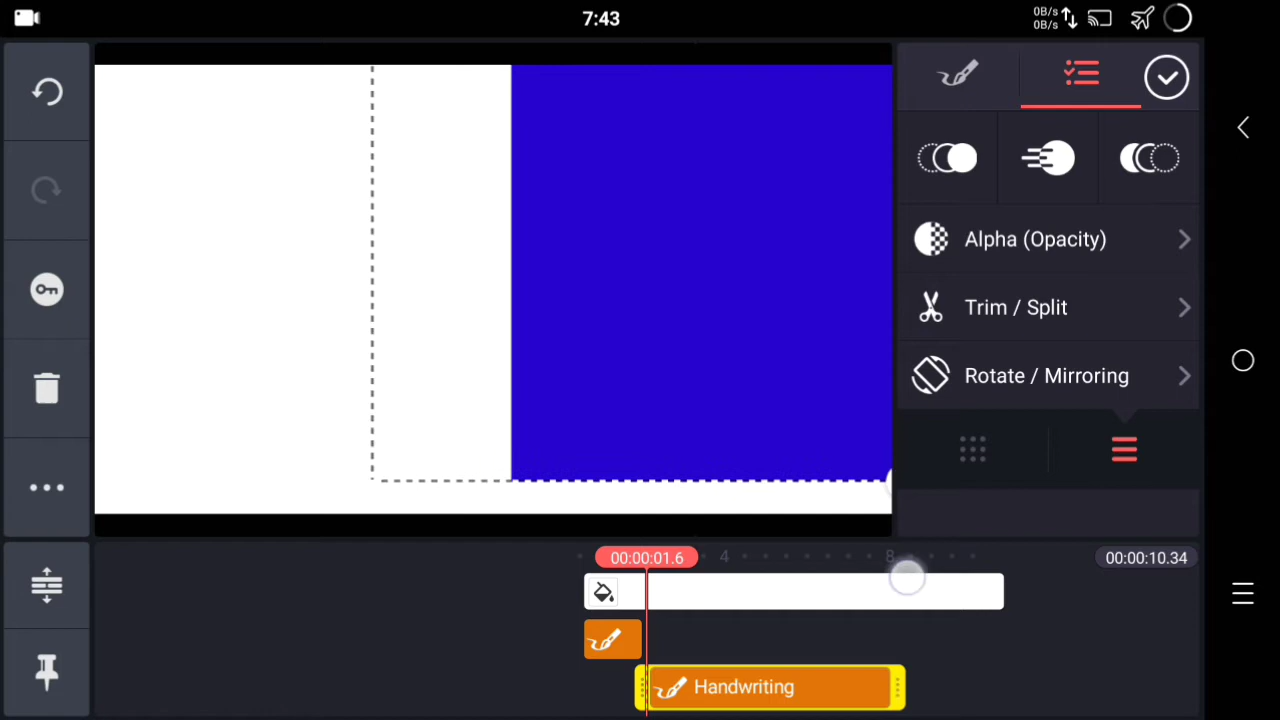 7:43
0B/s
0B/s
Alpha (Opacity)
Trim / Split
Rotate / Mirroring
00:00:01.6
4
8
00:00:10.34
Handwriting